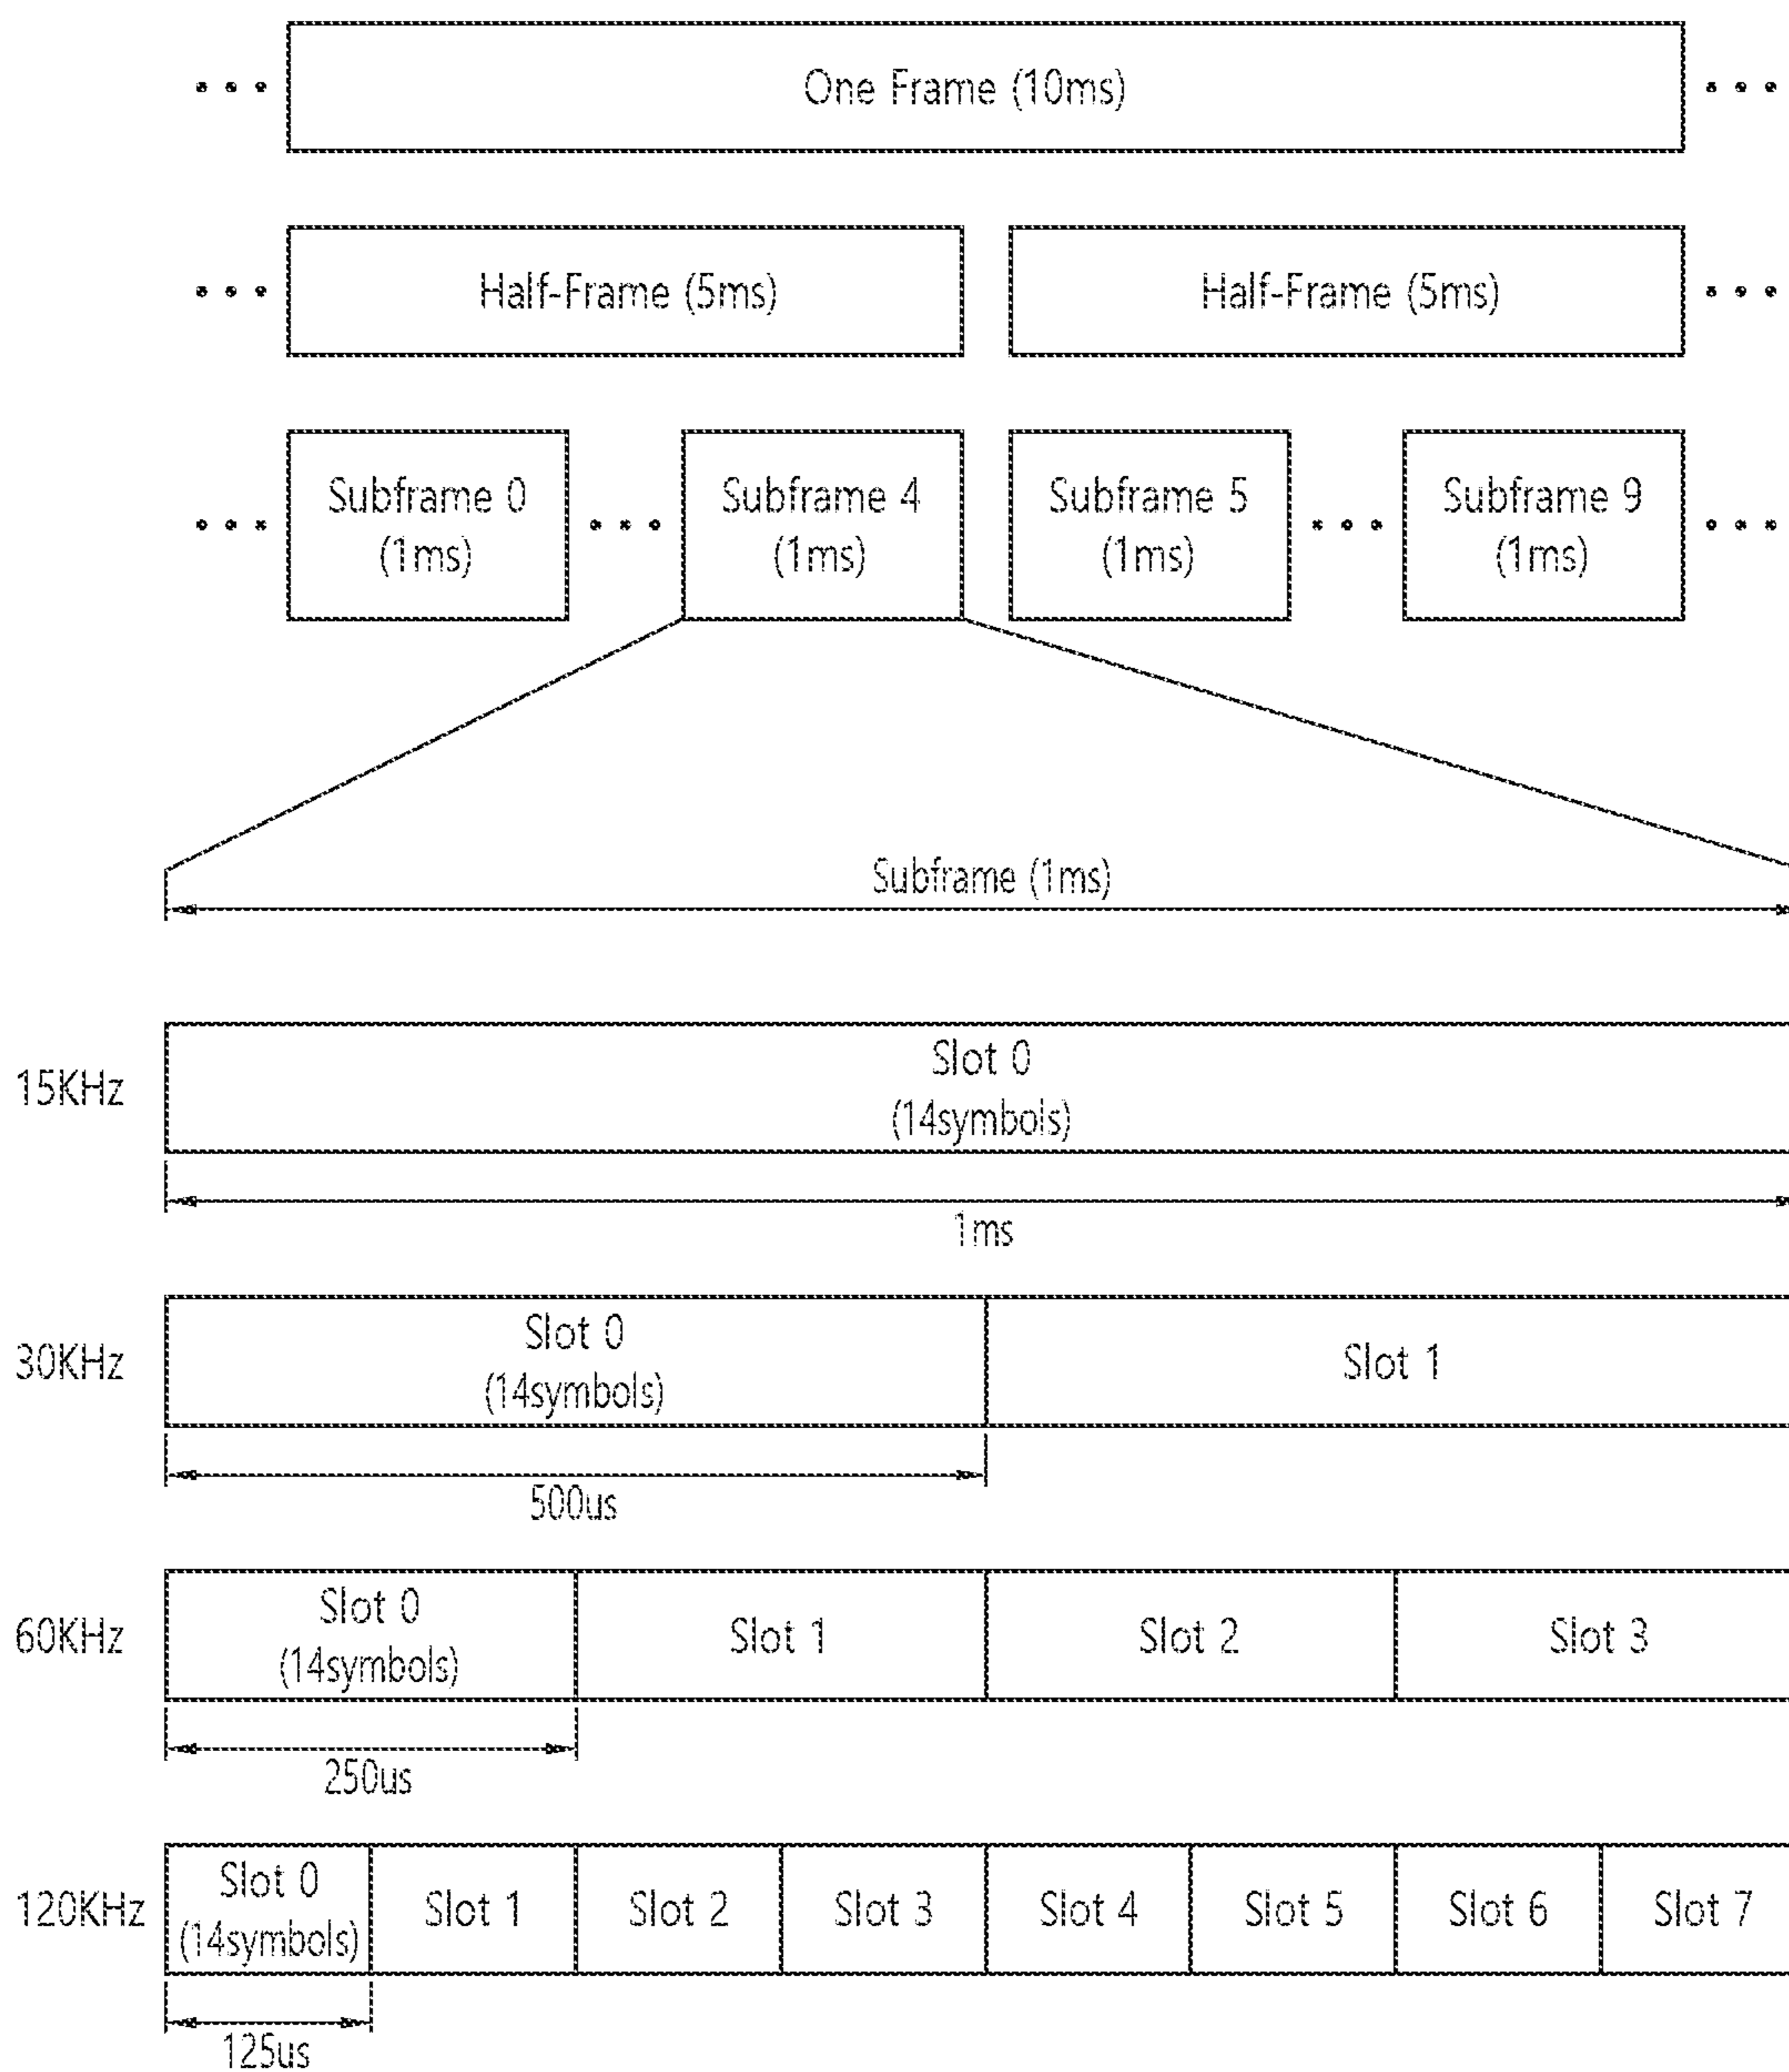 One Frame (10ms)
Half-Frame (5ms)
Half-Frame (5ms)
Subframe 0
(1ms)
Subframe 4
(1ms)
Subframe 5
(1ms)
Subframe 9
(1ms)
Subframe (1ms)
15KHz
Slot 0
(14symbols)
1ms
30KHz
Slot 0
(14symbols)
Slot 1
500us
60KHz
Slot 0
(14symbols)
Slot 1
Slot 2
Slot 3
250us
120KHz
Slot 0
(14symbols)
Slot 1
Slot 2
Slot 3
Slot 4
Slot 5
Slot 6
Slot 7
125us